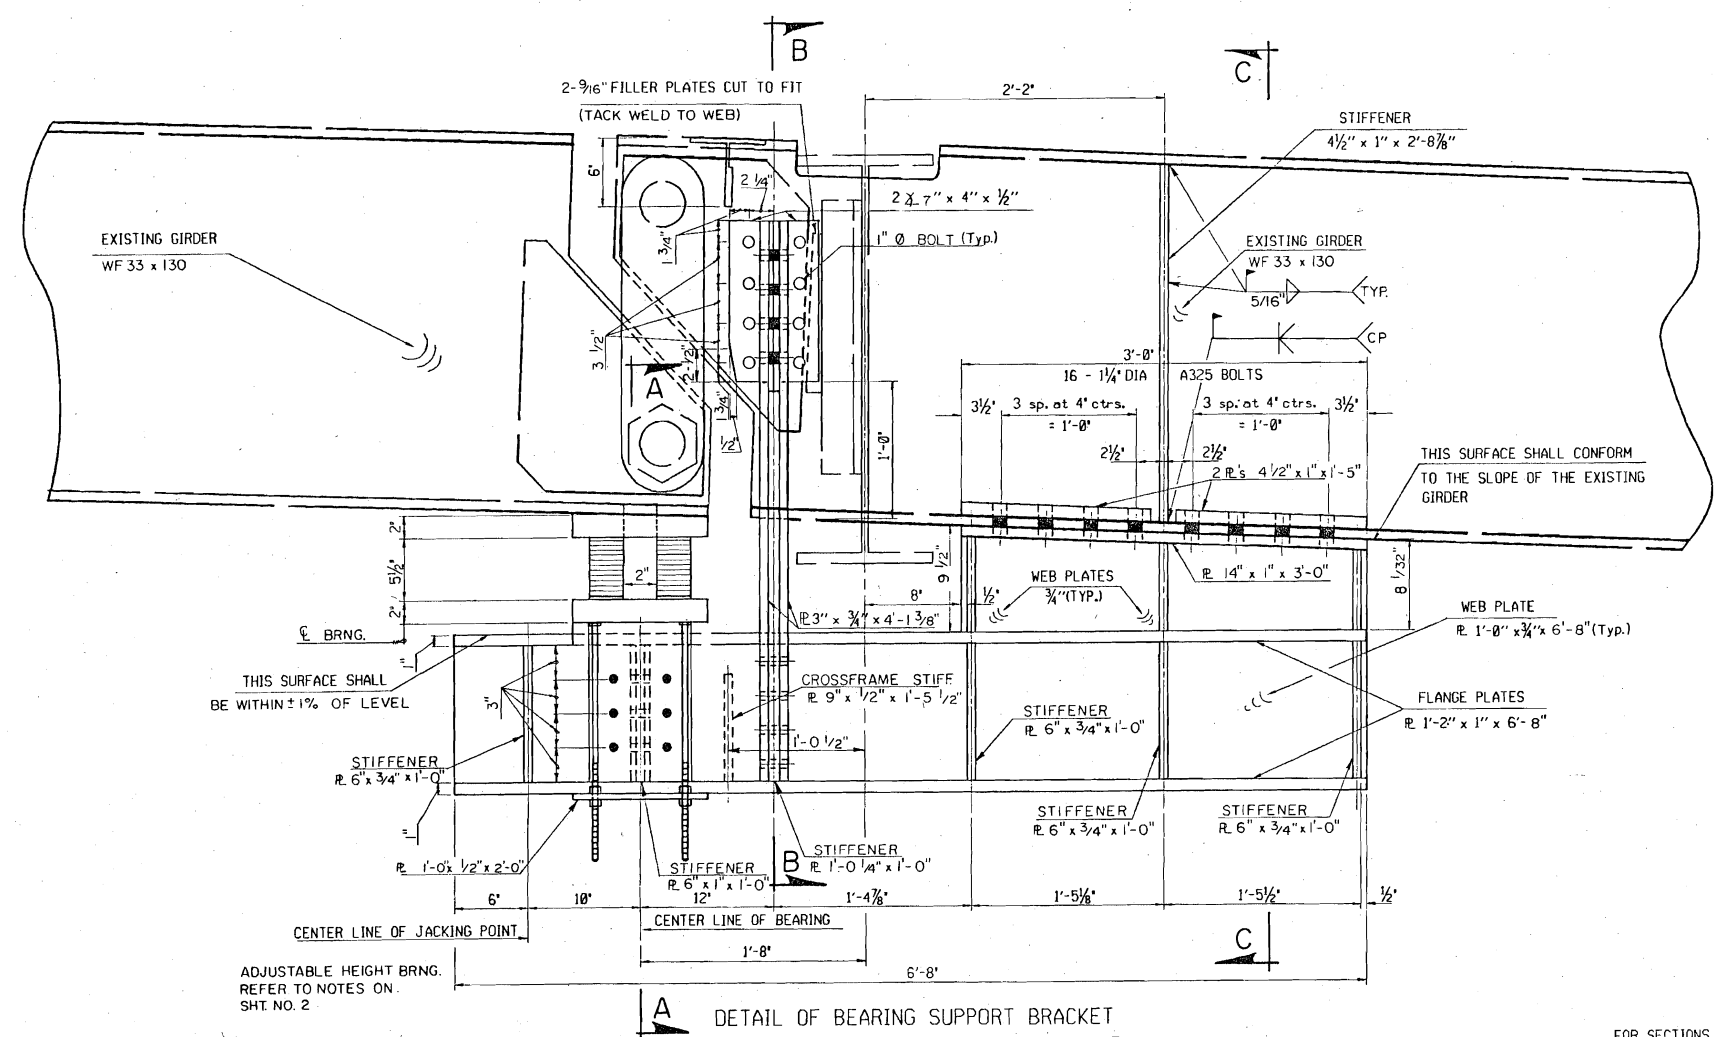 B
C
2-9/16" FILLER PLATES CUT TO FIT
(TACK WELD TO WEB)
2'-2"
STIFFENER
4½" x 1" x 2'-8⅞"
6"
2 ¼"
2 ∡ 7" x 4" x ½"
1" Ø BOLT (Typ.)
1 3/4"
EXISTING GIRDER
WF 33 x 130
EXISTING GIRDER
WF 33 x 130
5/16"
TYP.
CP
3 1/2"
2 1/2"
A
1 3/4"
1/2"
1'-0"
3'-0"
16 - 1¼" DIA A325 BOLTS
3½"
3 sp. at 4" ctrs.
= 1'-0"
3 sp. at 4" ctrs.
= 1'-0"
3½"
2½"
2½"
2 PL's 4 1/2" x 1" x 1'-5"
THIS SURFACE SHALL CONFORM
TO THE SLOPE OF THE EXISTING
GIRDER
2"
5½"
2"
2"
9 1/2"
8"
½"
WEB PLATES
3/4" (TYP.)
PL 14" x 1" x 3'-0"
8 1/32"
WEB PLATE
PL 1'-0" x 3/4" x 6'-8" (Typ.)
PL 3" x 3/4" x 4'-1 3/8"
℄ BRNG.
1"
THIS SURFACE SHALL
BE WITHIN ± 1% OF LEVEL
3"
CROSSFRAME STIFF.
PL 9" x 1/2" x 1'-5 1/2"
1'-0 1/2"
STIFFENER
PL 6" x 3/4" x 1'-0"
FLANGE PLATES
PL 1'-2" x 1" x 6'-8"
STIFFENER
PL 6" x 3/4" x 1'-0"
1"
STIFFENER
PL 6" x 3/4" x 1'-0"
STIFFENER
PL 6" x 3/4" x 1'-0"
PL 1'-0" x 1/2" x 2'-0"
STIFFENER
PL 6" x 1" x 1'-0"
B
STIFFENER
PL 1'-0 1/4" x 1'-0"
6"
10"
12"
1'-4⅞"
1'-5⅛"
1'-5½"
½"
CENTER LINE OF JACKING POINT
CENTER LINE OF BEARING
C
1'-8"
6'-8"
ADJUSTABLE HEIGHT BRNG.
REFER TO NOTES ON
SHT. NO. 2
A
DETAIL OF BEARING SUPPORT BRACKET
FOR SECTIONS